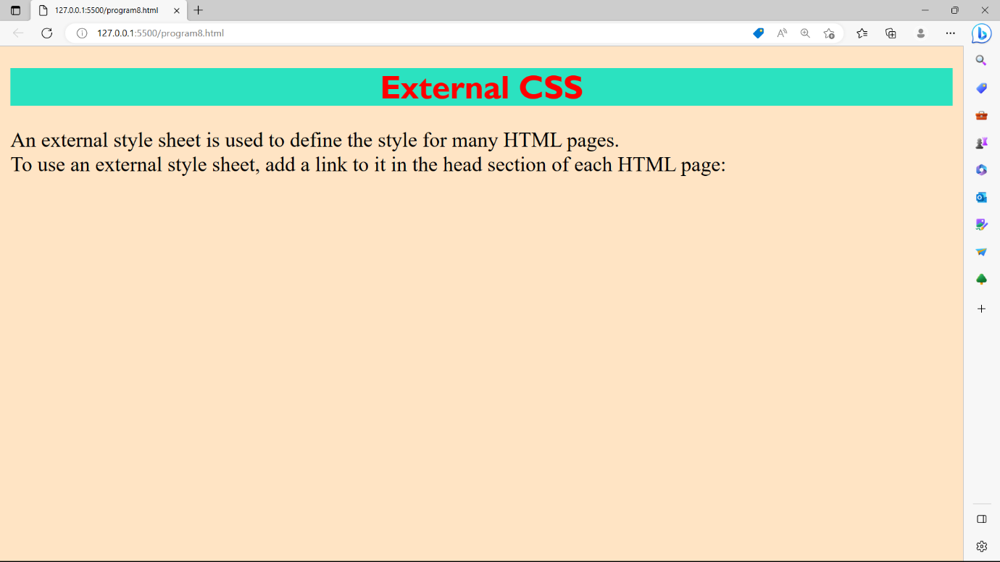 127.0.0.1:5500/program8.html
127.0.0.1:5500/program8.html
External CSS
An external style sheet is used to define the style for many HTML pages.
To use an external style sheet, add a link to it in the head section of each HTML page: